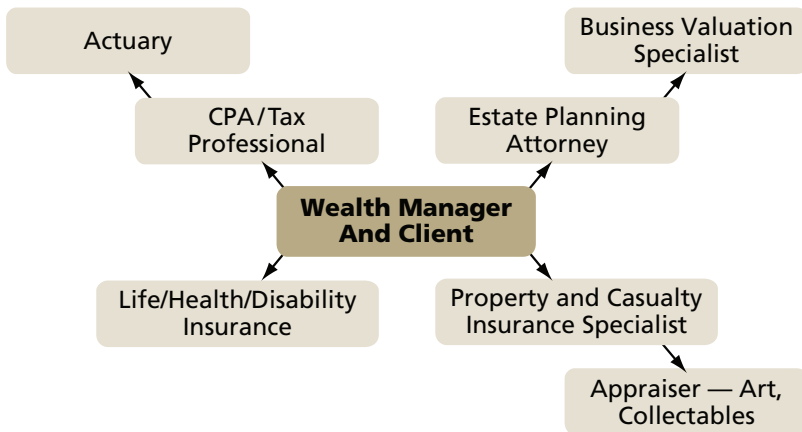 Actuary
Business Valuation
Specialist
CPA/Tax
Professional
Estate Planning
Attorney
Wealth Manager
And Client
Life/Health/Disability
Insurance
Property and Casualty
Insurance Specialist
Appraiser — Art,
Collectables